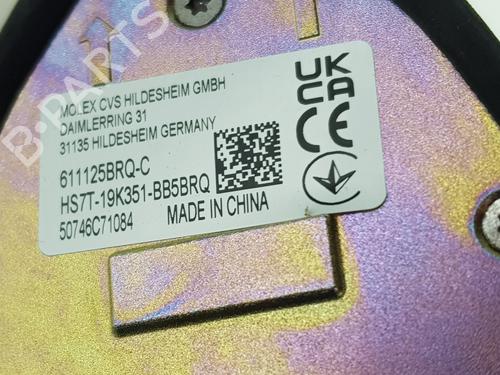 B-PARTS
MOLEX CVS HILDESHEIM GMBH
DAIMLERRING 31
31135 HILDESHEIM GERMANY
611125BRQ-C
HS7T-19K351-BB5BRQ
50746C71084
MADE IN CHINA
UK
CA
CE